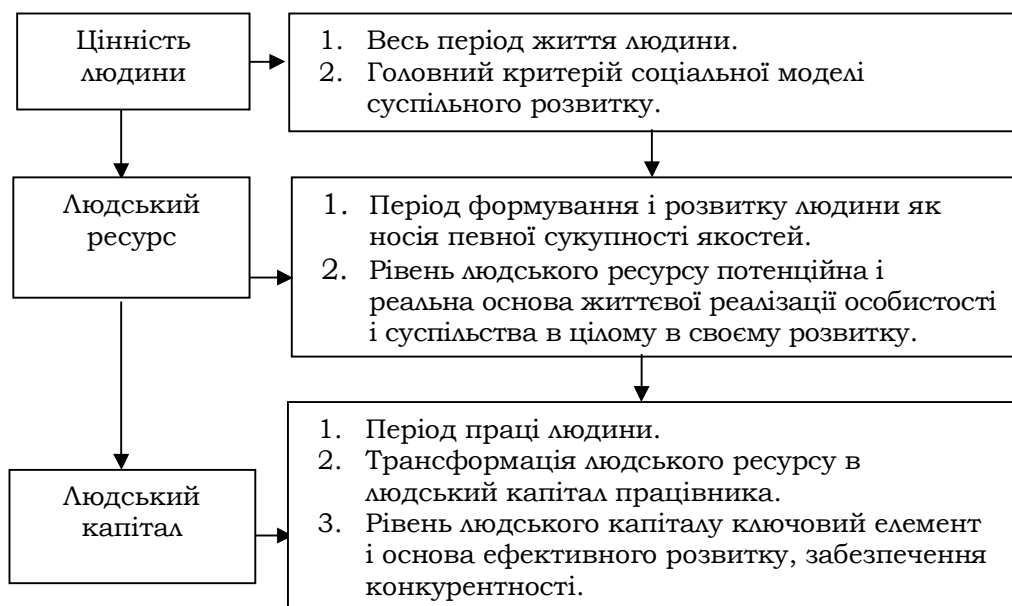 Цінність
людини
1. Весь період життя людини.
2. Головний критерій соціальної моделі
суспільного розвитку.
Людський
ресурс
1. Період формування і розвитку людини як
носія певної сукупності якостей.
2. Рівень людського ресурсу потенційна і
реальна основа життєвої реалізації особистості
і суспільства в цілому в своєму розвитку.
Людський
капітал
1. Період праці людини.
2. Трансформація людського ресурсу в
людський капітал працівника.
3. Рівень людського капіталу ключовий елемент
і основа ефективного розвитку, забезпечення
конкурентності.